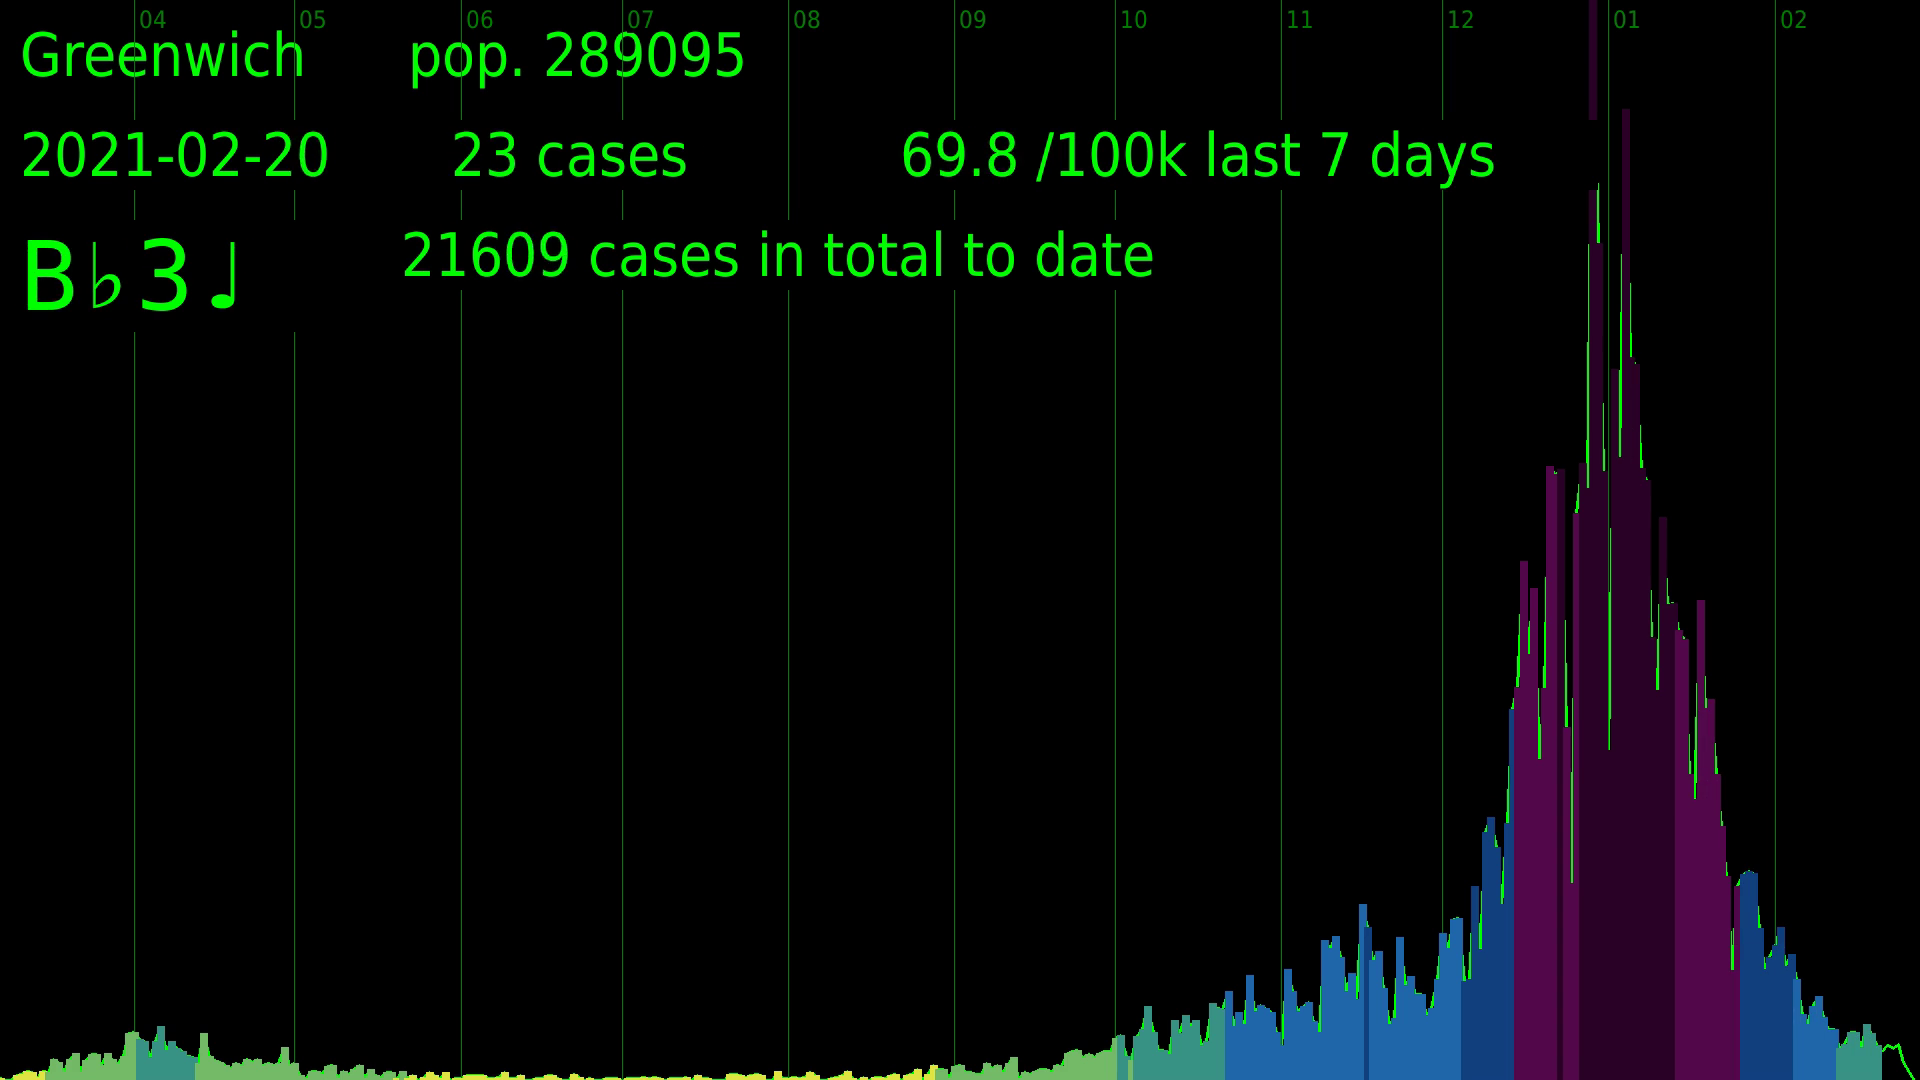 04 05 06 07 08 09 10 11 12 01 02
Greenwich pop. 289095
2021-02-20 23 cases 69.8 /100k last 7 days
B♭3♩ 21609 cases in total to date